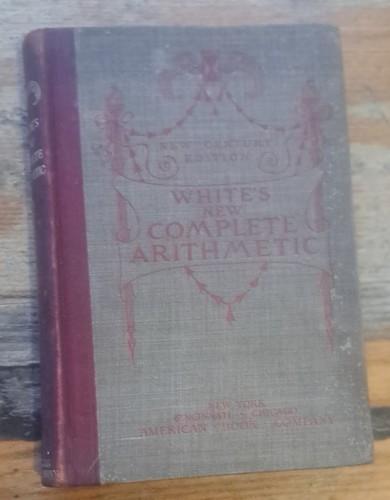 NEW CENTURY
EDITION
WHITE'S
NEW
COMPLETE
ARITHMETIC
NEW YORK
CINCINNATI & CHICAGO
AMERICAN BOOK COMPANY